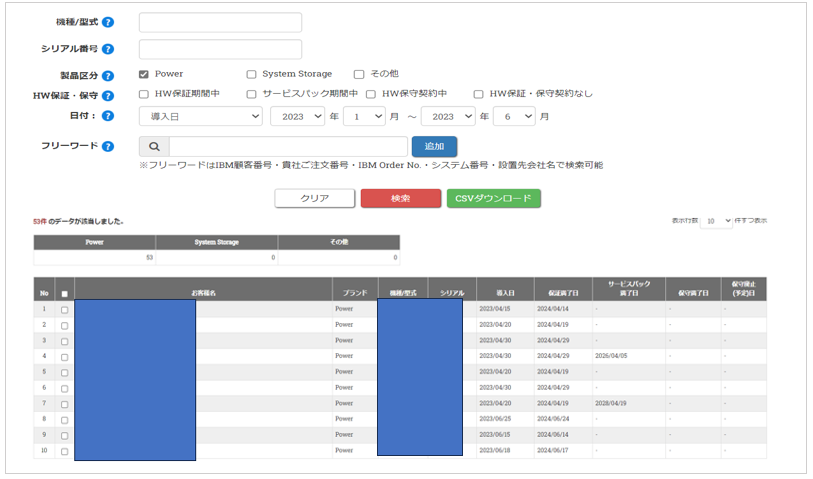 機種/型式 ?
シリアル番号 ?
製品区分 ? Power System Storage その他
HW保証・保守 ? HW保証期間中 サービスパック期間中 HW保守契約中 HW保証・保守契約なし
日付: ? 導入日 2023 年 1 月 ～ 2023 年 6 月
フリーワード ? 追加
※フリーワードはIBM顧客番号・貴社ご注文番号・IBM Order No.・システム番号・設置先会社名で検索可能
クリア 検索 CSVダウンロード
53件 のデータが該当しました。 表示行数 10 件ずつ表示
Power System Storage その他
53 0 0
No お客様名 ブランド 機種/型式 シリアル 導入日 保証満了日 サービスパック満了日 保守満了日 保守廃止(予定)日
1 Power 2023/04/15 2024/04/14 - - -
2 Power 2023/04/20 2024/04/19 - - -
3 Power 2023/04/30 2024/04/29 - - -
4 Power 2023/04/30 2024/04/29 2026/04/05 - -
5 Power 2023/04/20 2024/04/19 - - -
6 Power 2023/04/30 2024/04/29 - - -
7 Power 2023/04/20 2024/04/19 2028/04/19 - -
8 Power 2023/06/25 2024/06/24 - - -
9 Power 2023/06/15 2024/06/14 - - -
10 Power 2023/06/18 2024/06/17 - - -